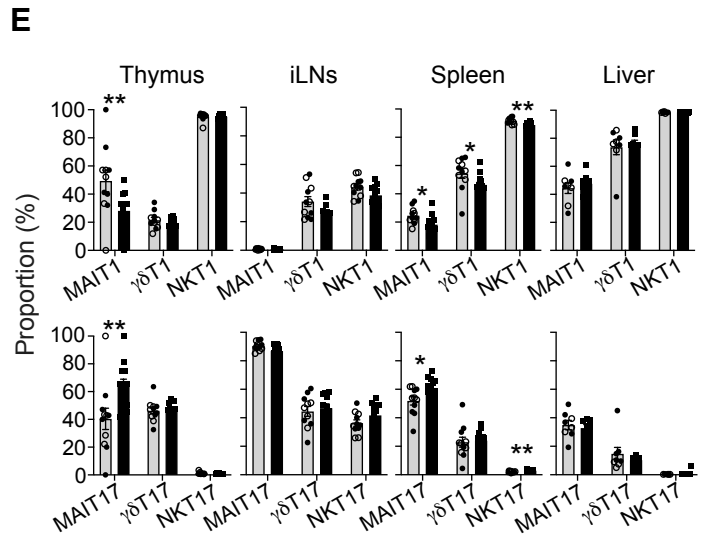 E
Thymus iLNs Spleen Liver
Proportion (%)
100
80
60
40
20
0
** * * **
MAIT1 γδT1 NKT1 MAIT1 γδT1 NKT1 MAIT1 γδT1 NKT1 MAIT1 γδT1 NKT1
100
80
60
40
20
0
** * **
MAIT17 γδT17 NKT17 MAIT17 γδT17 NKT17 MAIT17 γδT17 NKT17 MAIT17 γδT17 NKT17